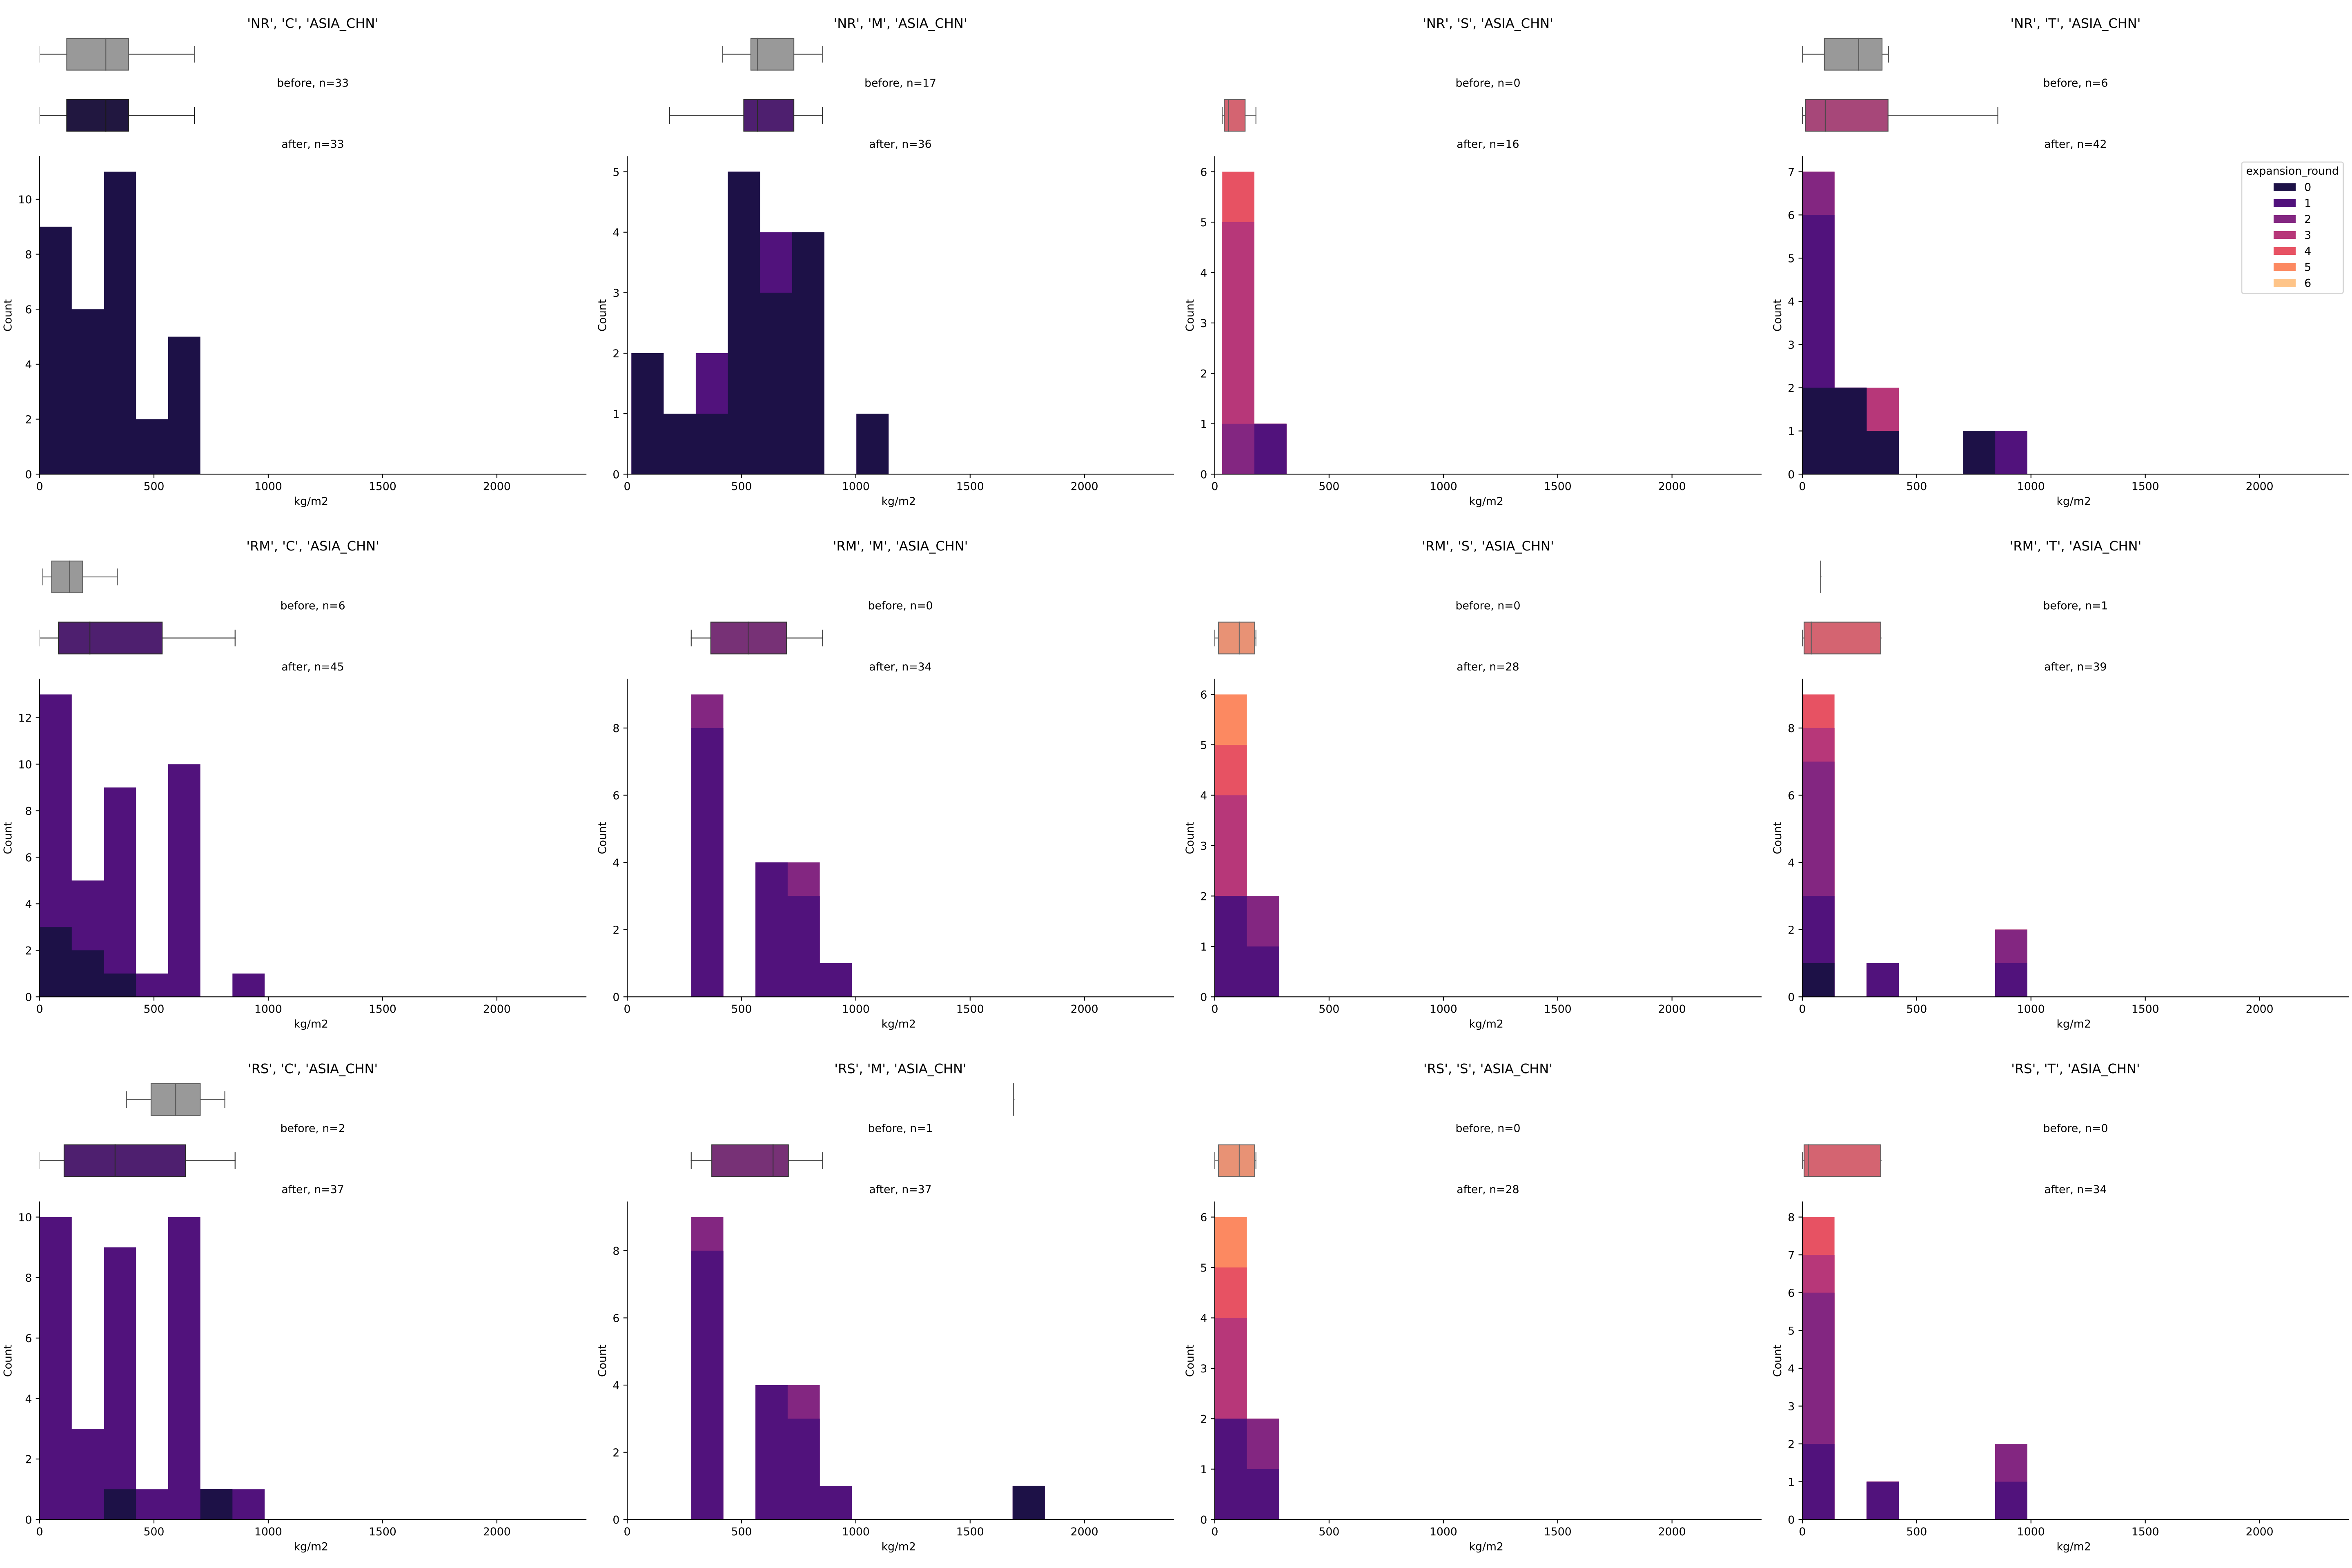 'NR', 'C', 'ASIA_CHN'
before, n=33
after, n=33
10
8
6
4
2
0
Count
0 500 1000 1500 2000
kg/m2
'NR', 'M', 'ASIA_CHN'
before, n=17
after, n=36
5
4
3
2
1
0
Count
0 500 1000 1500 2000
kg/m2
'NR', 'S', 'ASIA_CHN'
before, n=0
after, n=16
6
5
4
3
2
1
0
Count
0 500 1000 1500 2000
kg/m2
'NR', 'T', 'ASIA_CHN'
before, n=6
after, n=42
7
6
5
4
3
2
1
0
Count
0 500 1000 1500 2000
kg/m2
expansion_round
0
1
2
3
4
5
6
'RM', 'C', 'ASIA_CHN'
before, n=6
after, n=45
12
10
8
6
4
2
0
Count
0 500 1000 1500 2000
kg/m2
'RM', 'M', 'ASIA_CHN'
before, n=0
after, n=34
8
6
4
2
0
Count
0 500 1000 1500 2000
kg/m2
'RM', 'S', 'ASIA_CHN'
before, n=0
after, n=28
6
5
4
3
2
1
0
Count
0 500 1000 1500 2000
kg/m2
'RM', 'T', 'ASIA_CHN'
before, n=1
after, n=39
8
6
4
2
0
Count
0 500 1000 1500 2000
kg/m2
'RS', 'C', 'ASIA_CHN'
before, n=2
after, n=37
10
8
6
4
2
0
Count
0 500 1000 1500 2000
kg/m2
'RS', 'M', 'ASIA_CHN'
before, n=1
after, n=37
8
6
4
2
0
Count
0 500 1000 1500 2000
kg/m2
'RS', 'S', 'ASIA_CHN'
before, n=0
after, n=28
6
5
4
3
2
1
0
Count
0 500 1000 1500 2000
kg/m2
'RS', 'T', 'ASIA_CHN'
before, n=0
after, n=34
8
7
6
5
4
3
2
1
0
Count
0 500 1000 1500 2000
kg/m2